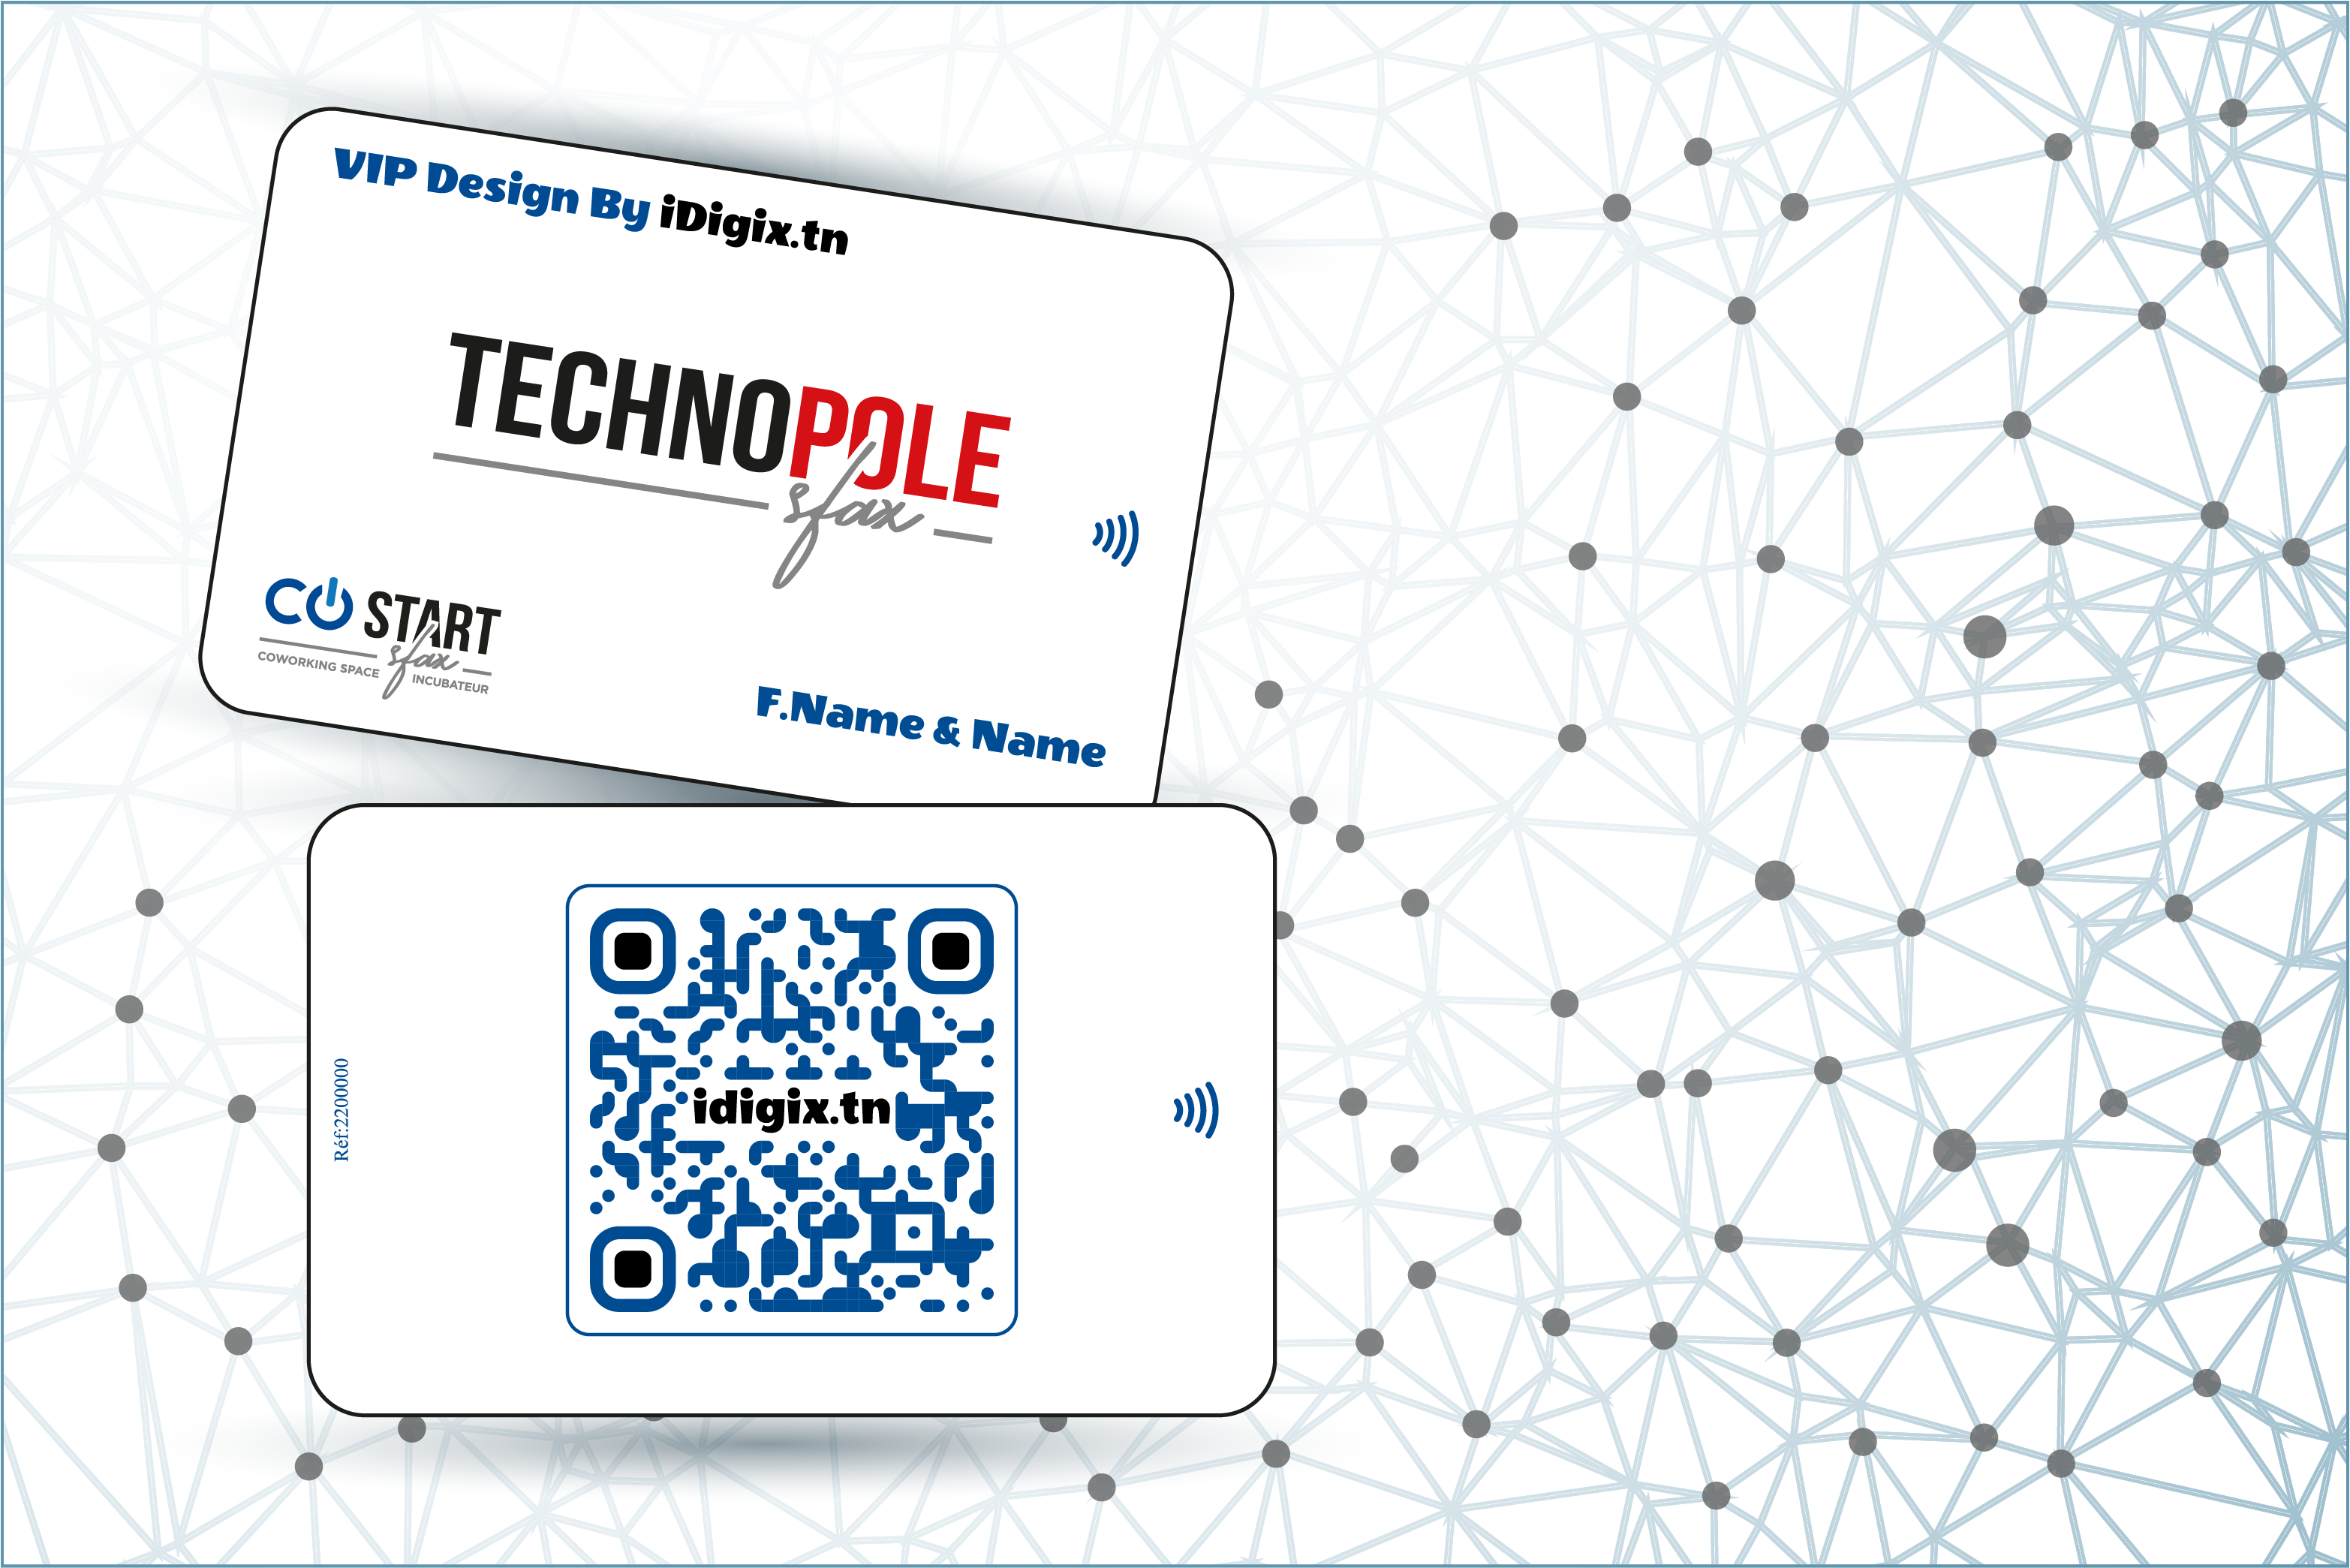 VIP Design By iDigix.tn
TECHNOPOLE
sfax
CO START
sfax
COWORKING SPACE INCUBATEUR
F.Name & Name
Réf:2200000
idigix.tn